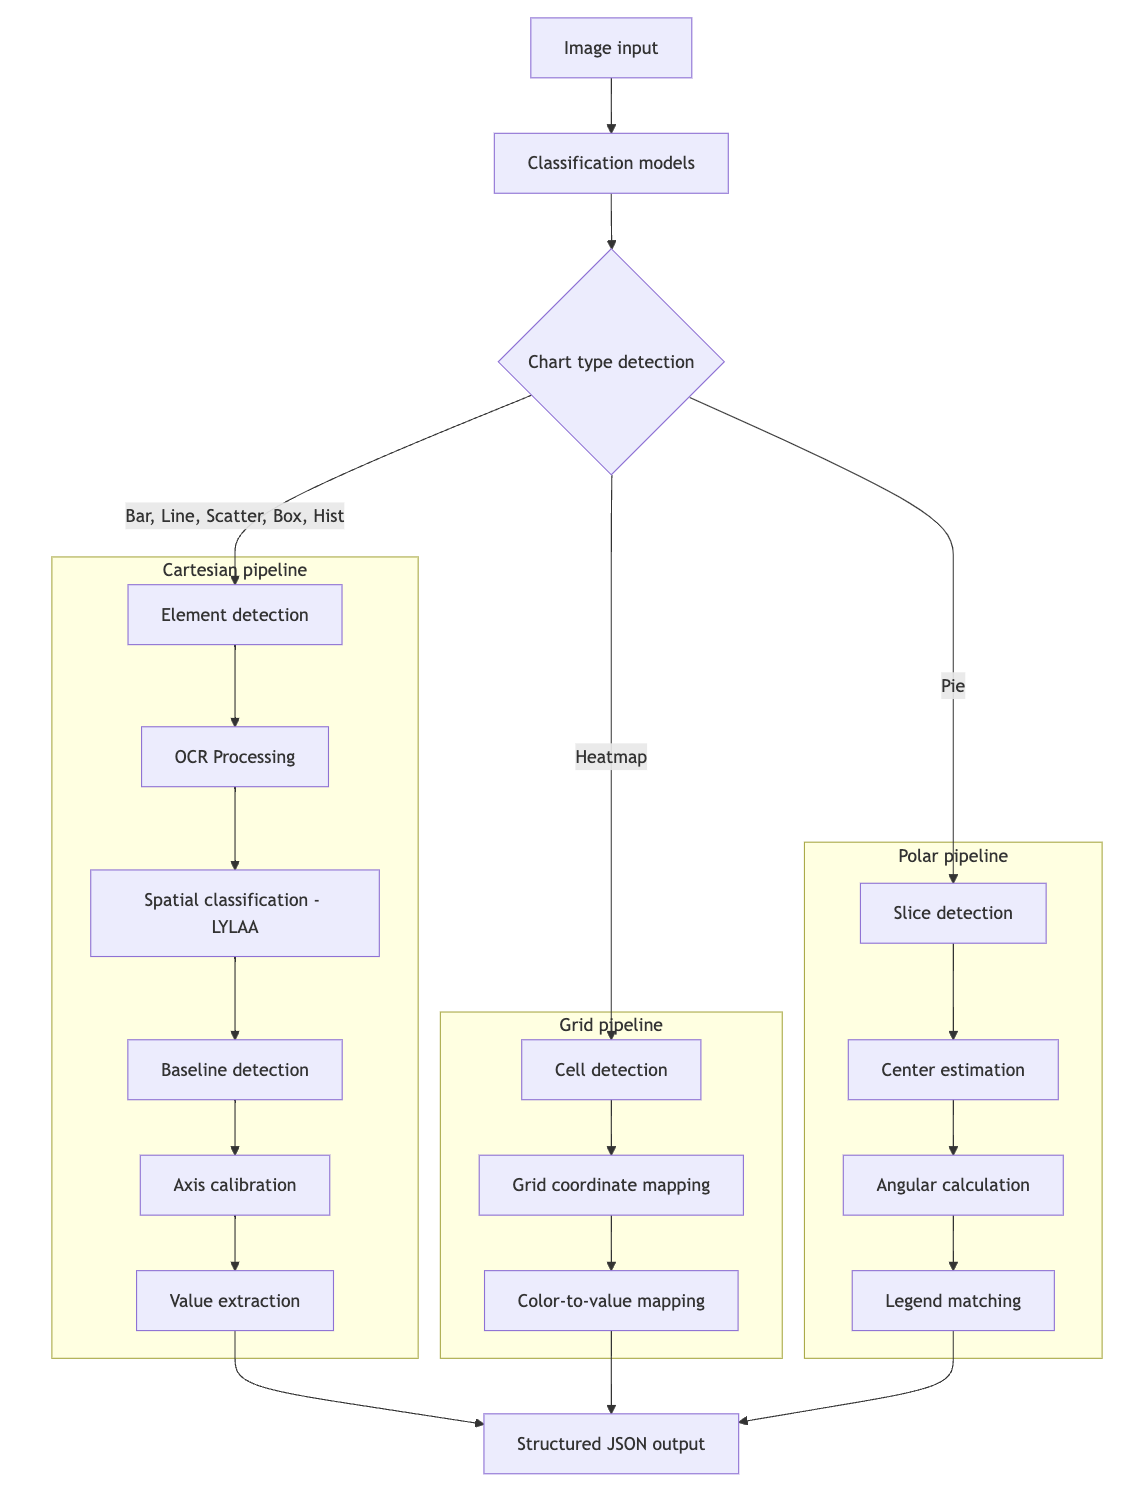 Image input
Classification models
Chart type detection
Bar, Line, Scatter, Box, Hist
Cartesian pipeline
Element detection
OCR Processing
Spatial classification -
LYLAA
Baseline detection
Axis calibration
Value extraction
Heatmap
Grid pipeline
Cell detection
Grid coordinate mapping
Color-to-value mapping
Pie
Polar pipeline
Slice detection
Center estimation
Angular calculation
Legend matching
Structured JSON output